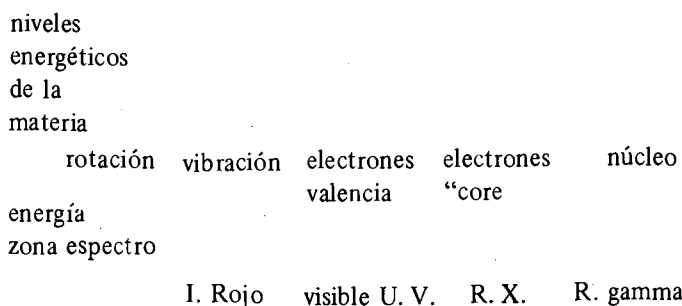 niveles
energéticos
de la
materia
rotación vibración electrones electrones núcleo
valencia “core
energía
zona espectro
I. Rojo visible U. V. R. X. R. gamma